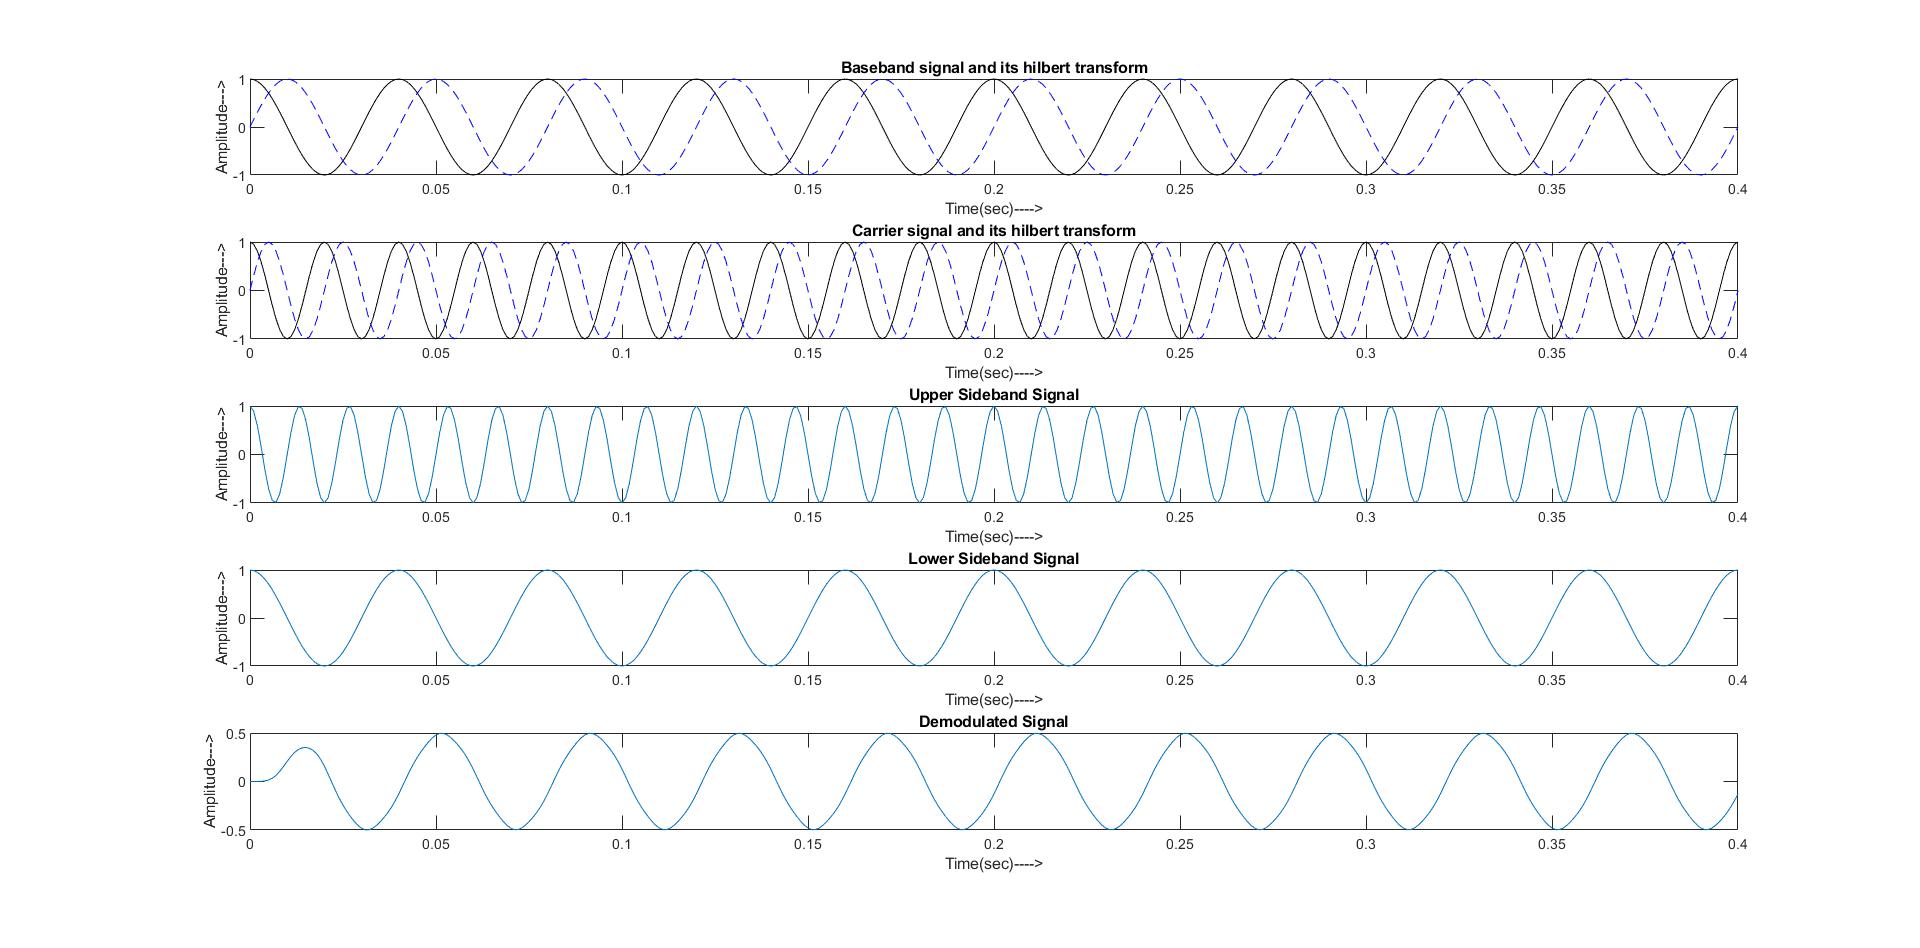 Baseband signal and its hilbert transform
Amplitude--->
1
0
-1
0 0.05 0.1 0.15 0.2 0.25 0.3 0.35 0.4
Time(sec)---->
Carrier signal and its hilbert transform
Amplitude--->
1
0
-1
0 0.05 0.1 0.15 0.2 0.25 0.3 0.35 0.4
Time(sec)---->
Upper Sideband Signal
Amplitude--->
1
0
-1
0 0.05 0.1 0.15 0.2 0.25 0.3 0.35 0.4
Time(sec)---->
Lower Sideband Signal
Amplitude--->
1
0
-1
0 0.05 0.1 0.15 0.2 0.25 0.3 0.35 0.4
Time(sec)---->
Demodulated Signal
Amplitude--->
0.5
0
-0.5
0 0.05 0.1 0.15 0.2 0.25 0.3 0.35 0.4
Time(sec)---->